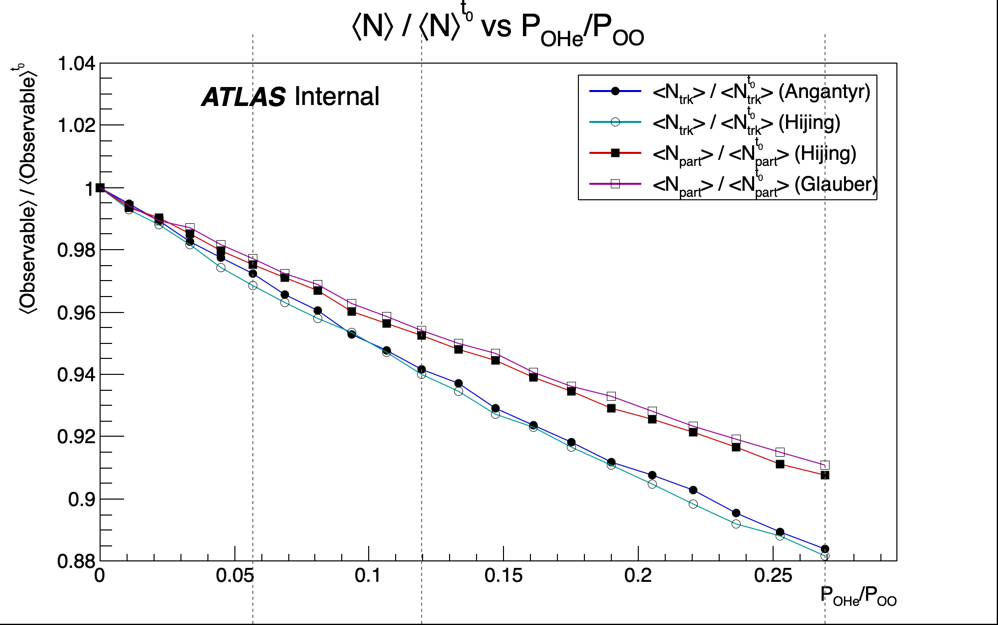 ⟨N⟩ / ⟨N⟩^t₀ vs P_OHe/P_OO
⟨Observable⟩ / ⟨Observable⟩^t₀
ATLAS Internal
<N_trk> / <N_trk^t₀> (Angantyr)
<N_trk> / <N_trk^t₀> (Hijing)
<N_part> / <N_part^t₀> (Hijing)
<N_part> / <N_part^t₀> (Glauber)
1.04
1.02
1
0.98
0.96
0.94
0.92
0.9
0.88
0 0.05 0.1 0.15 0.2 0.25
P_OHe/P_OO